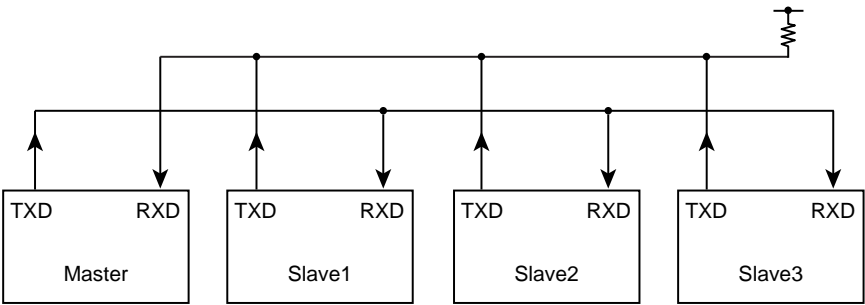 TXD RXD TXD RXD TXD RXD TXD RXD
Master Slave1 Slave2 Slave3